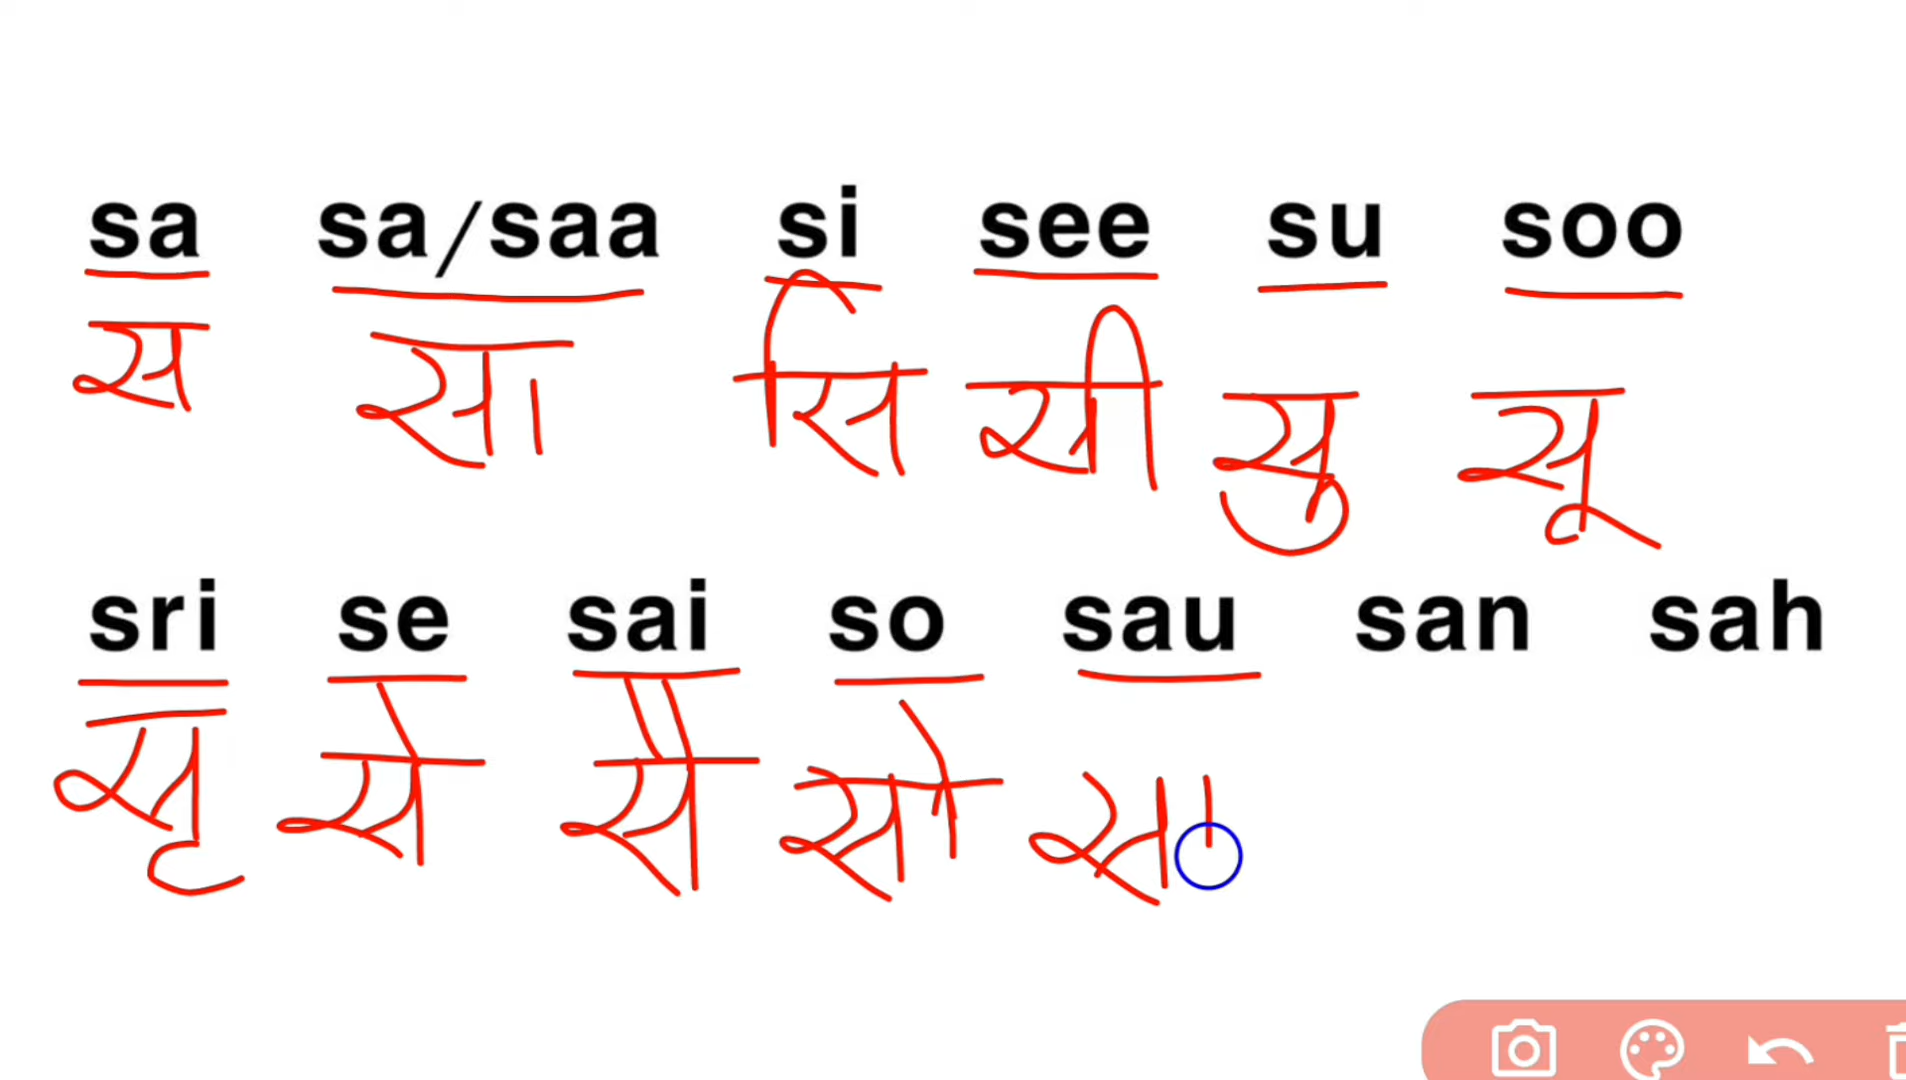 sa sa/saa si see su soo
स सा सि सी सु सू
sri se sai so sau san sah
सृ से सै सो सा